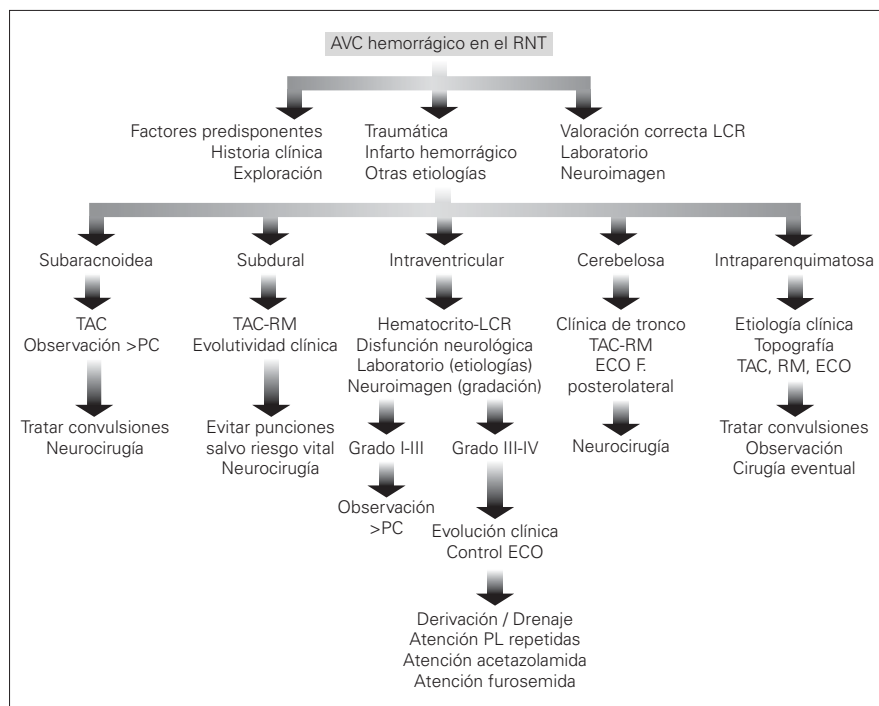 AVC hemorrágico en el RNT
Factores predisponentes
Historia clínica
Exploración
Traumática
Infarto hemorrágico
Otras etiologías
Valoración correcta LCR
Laboratorio
Neuroimagen
Subaracnoidea
Subdural
Intraventricular
Cerebelosa
Intraparenquimatosa
TAC
Observación >PC
TAC-RM
Evolutividad clínica
Hematocrito-LCR
Disfunción neurológica
Laboratorio (etiologías)
Neuroimagen (gradación)
Clínica de tronco
TAC-RM
ECO F.
posterolateral
Etiología clínica
Topografía
TAC, RM, ECO
Tratar convulsiones
Neurocirugía
Evitar punciones
salvo riesgo vital
Neurocirugía
Grado I-III
Grado III-IV
Neurocirugía
Tratar convulsiones
Observación
Cirugía eventual
Observación
>PC
Evolución clínica
Control ECO
Derivación / Drenaje
Atención PL repetidas
Atención acetazolamida
Atención furosemida